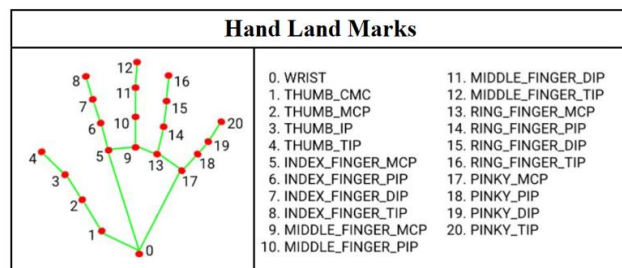 Hand Land Marks
12
16
8
11
7
15
20
6
10
14
19
4
5
9
13
18
3
17
2
1
0
0. WRIST
1. THUMB_CMC
2. THUMB_MCP
3. THUMB_IP
4. THUMB_TIP
5. INDEX_FINGER_MCP
6. INDEX_FINGER_PIP
7. INDEX_FINGER_DIP
8. INDEX_FINGER_TIP
9. MIDDLE_FINGER_MCP
10. MIDDLE_FINGER_PIP
11. MIDDLE_FINGER_DIP
12. MIDDLE_FINGER_TIP
13. RING_FINGER_MCP
14. RING_FINGER_PIP
15. RING_FINGER_DIP
16. RING_FINGER_TIP
17. PINKY_MCP
18. PINKY_PIP
19. PINKY_DIP
20. PINKY_TIP